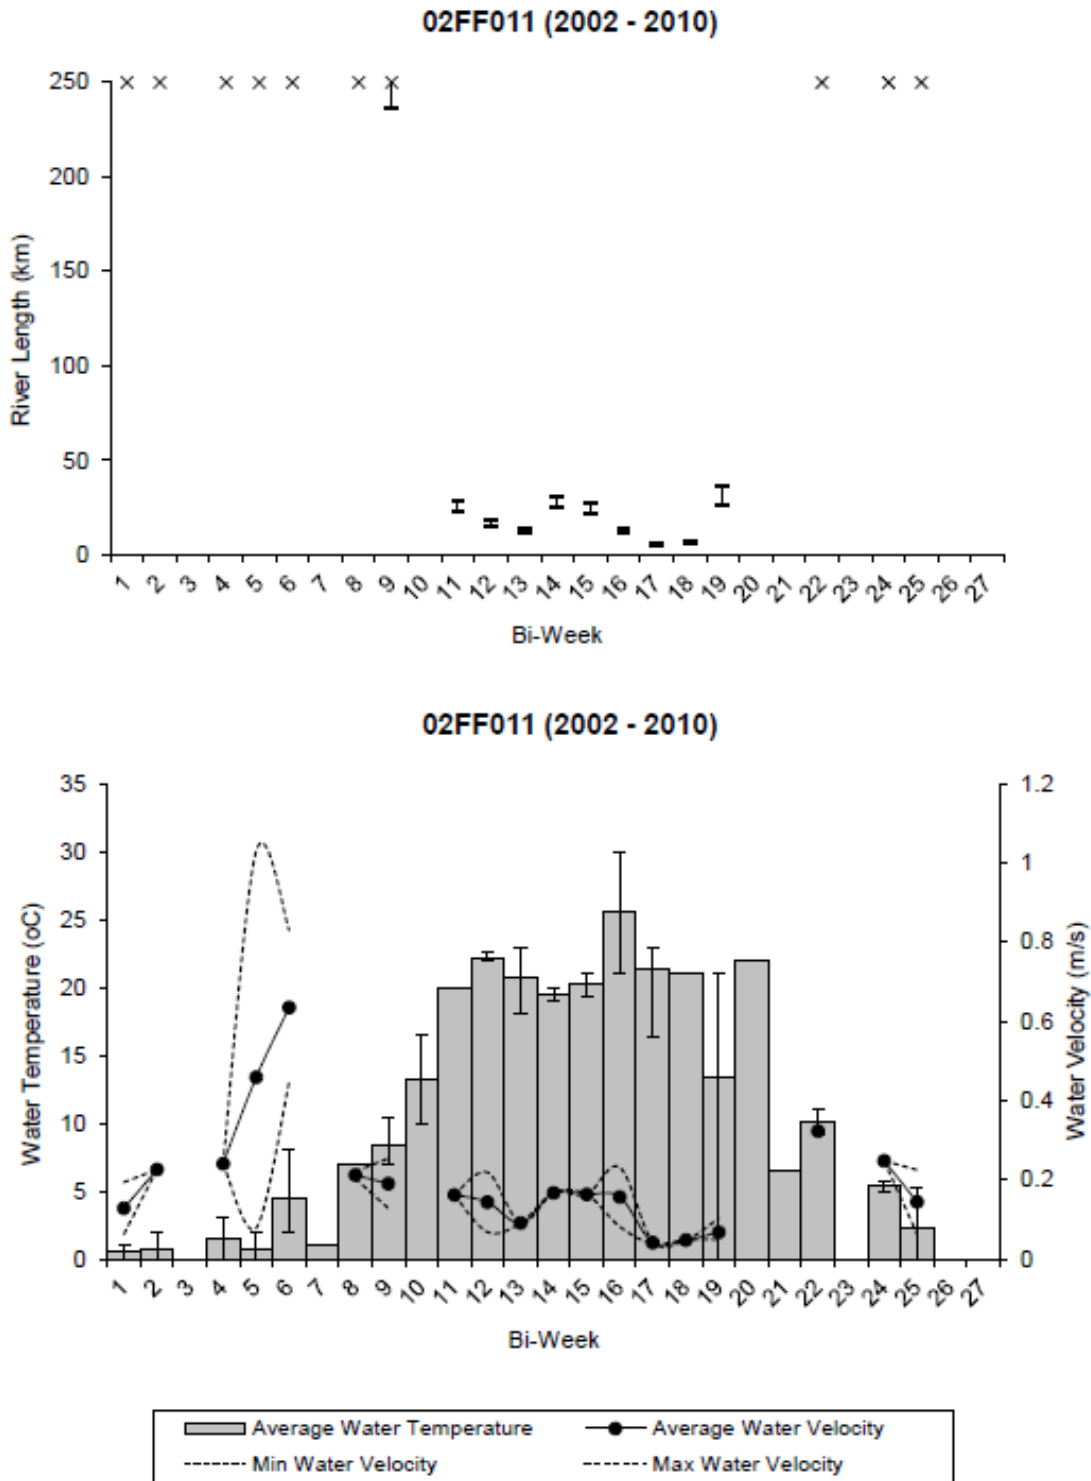 02FF011 (2002 - 2010)
250
200
150
100
50
0
River Length (km)
1 2 3 4 5 6 7 8 9 10 11 12 13 14 15 16 17 18 19 20 21 22 23 24 25 26 27
Bi-Week
02FF011 (2002 - 2010)
35
30
25
20
15
10
5
0
Water Temperature (oC)
1.2
1
0.8
0.6
0.4
0.2
0
Water Velocity (m/s)
1 2 3 4 5 6 7 8 9 10 11 12 13 14 15 16 17 18 19 20 21 22 23 24 25 26 27
Bi-Week
Average Water Temperature
Average Water Velocity
Min Water Velocity
Max Water Velocity